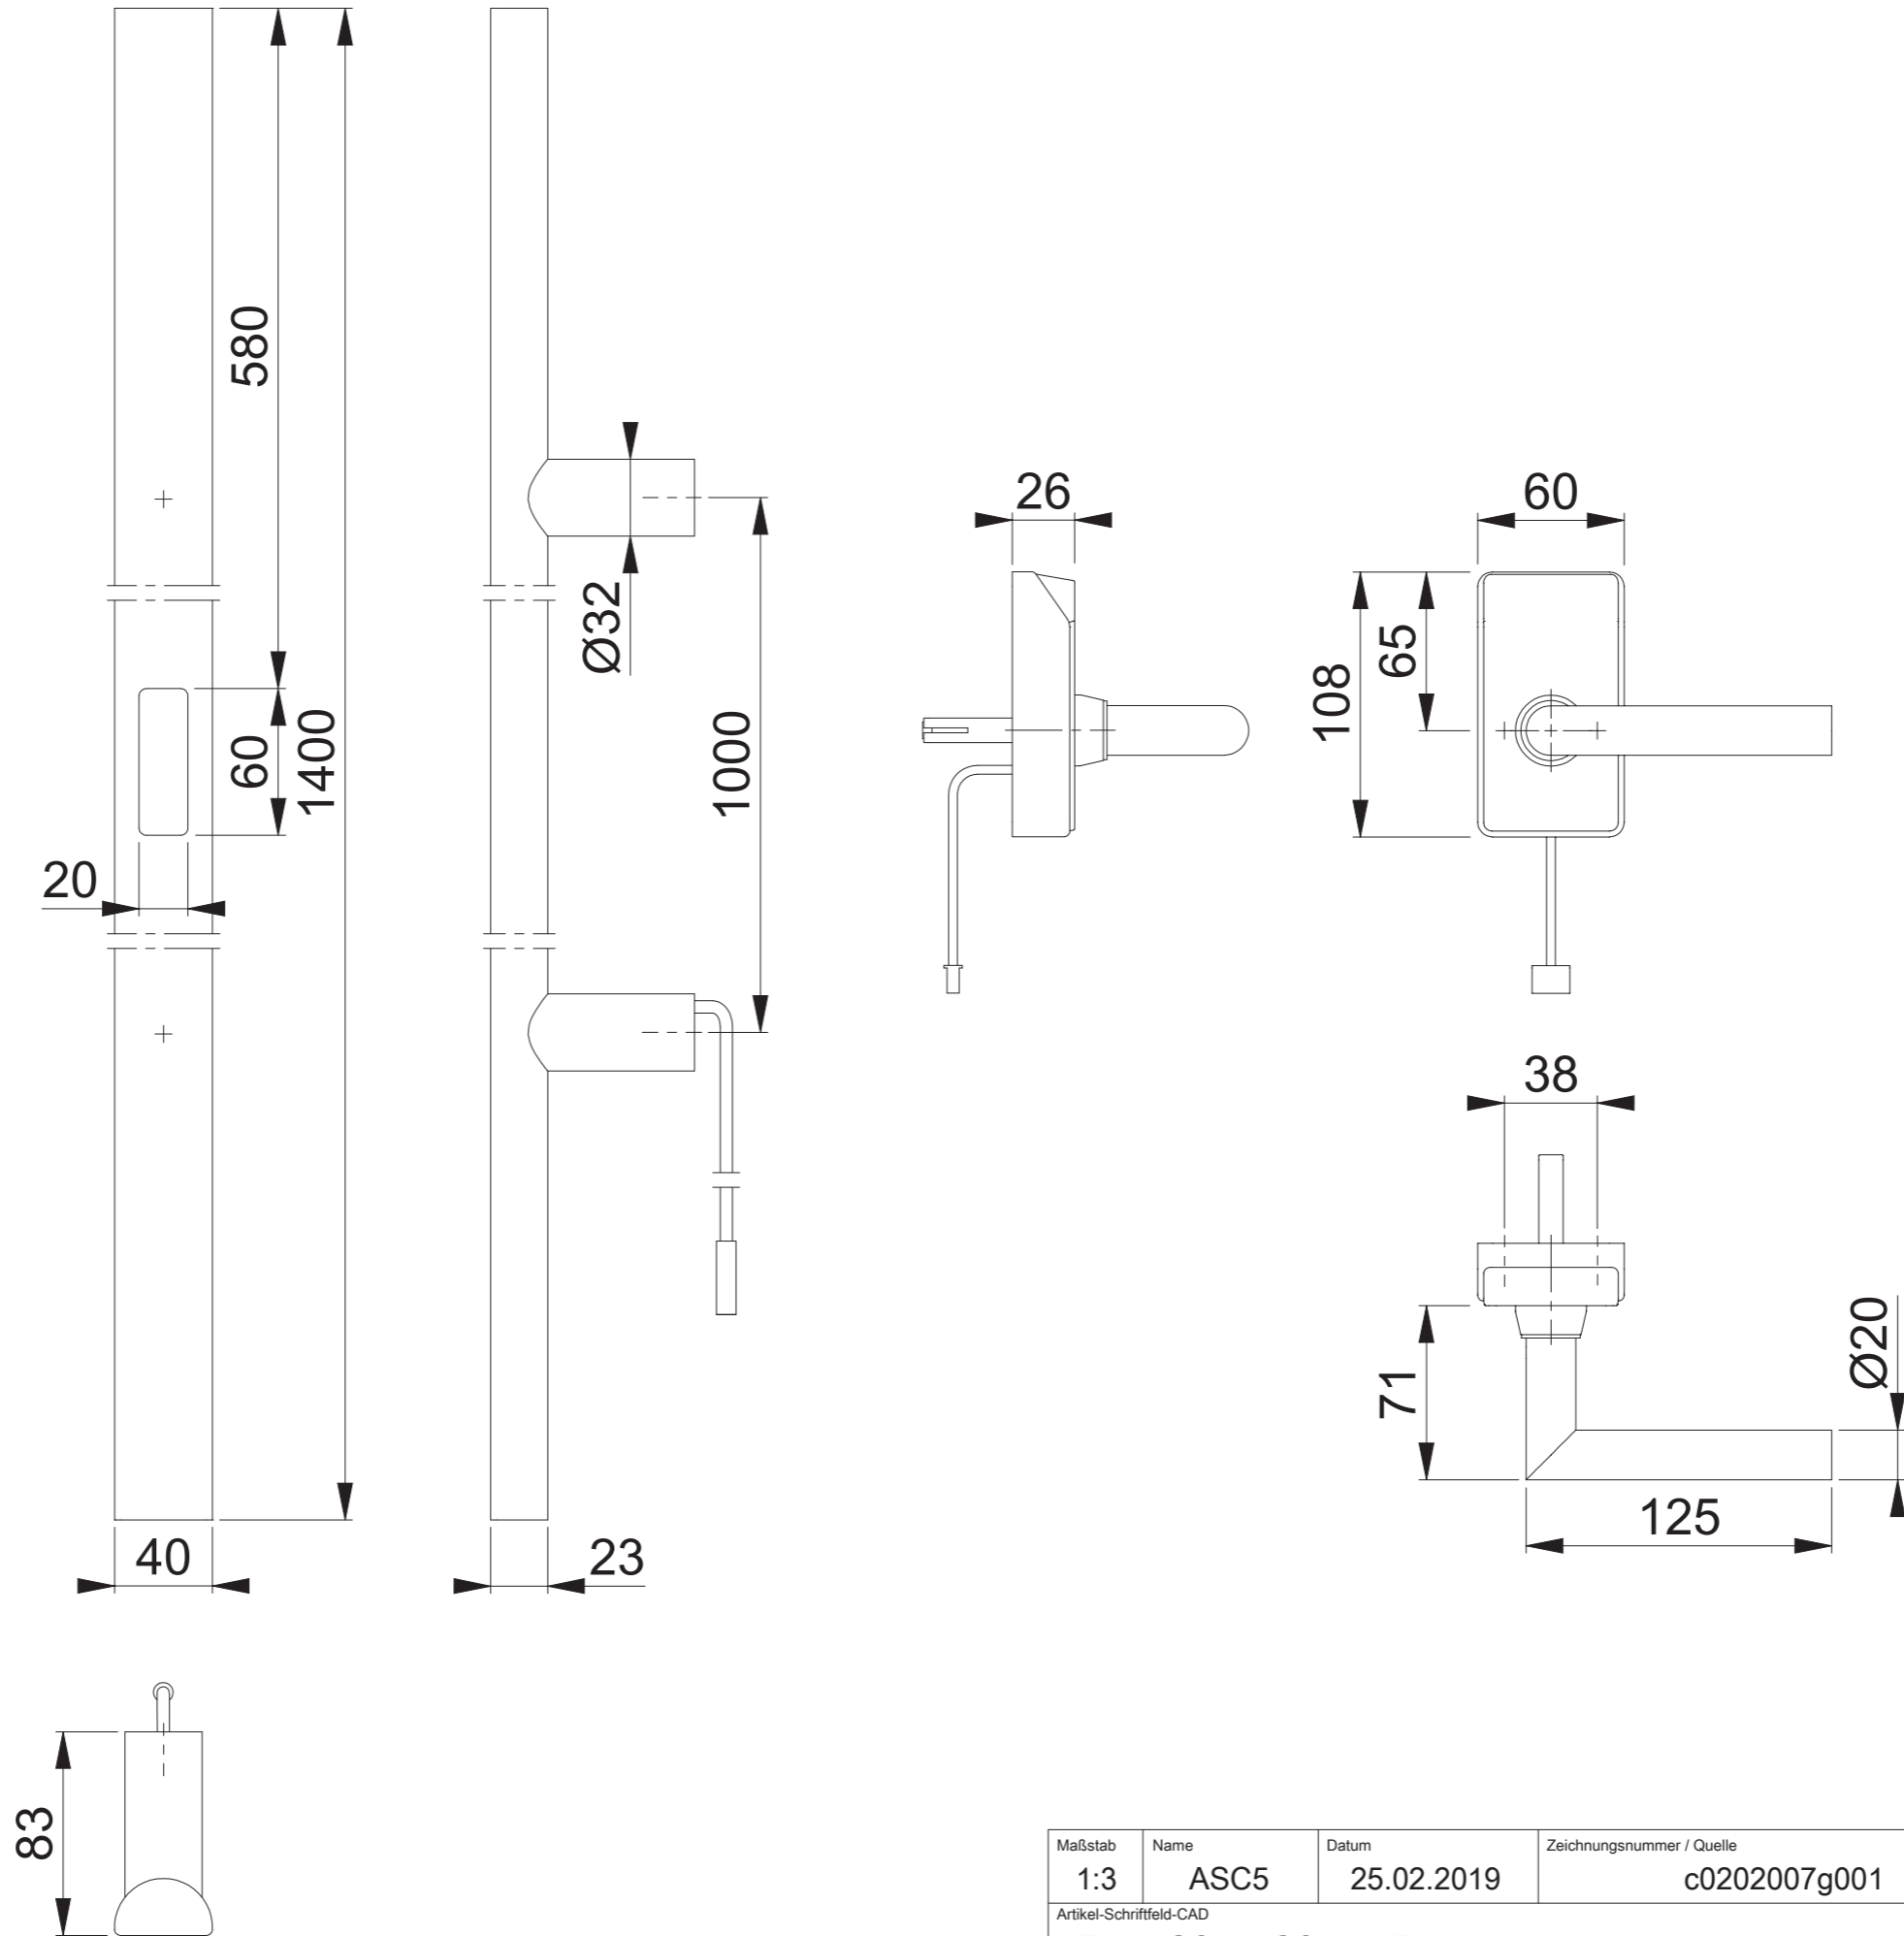 580
60
1400
20
40
Ø32
1000
23
83
26
60
108
65
38
71
Ø20
125
Maßstab
1:3
Name
ASC5
Datum
25.02.2019
Zeichnungsnummer / Quelle
c0202007g001
Artikel-Schriftfeld-CAD